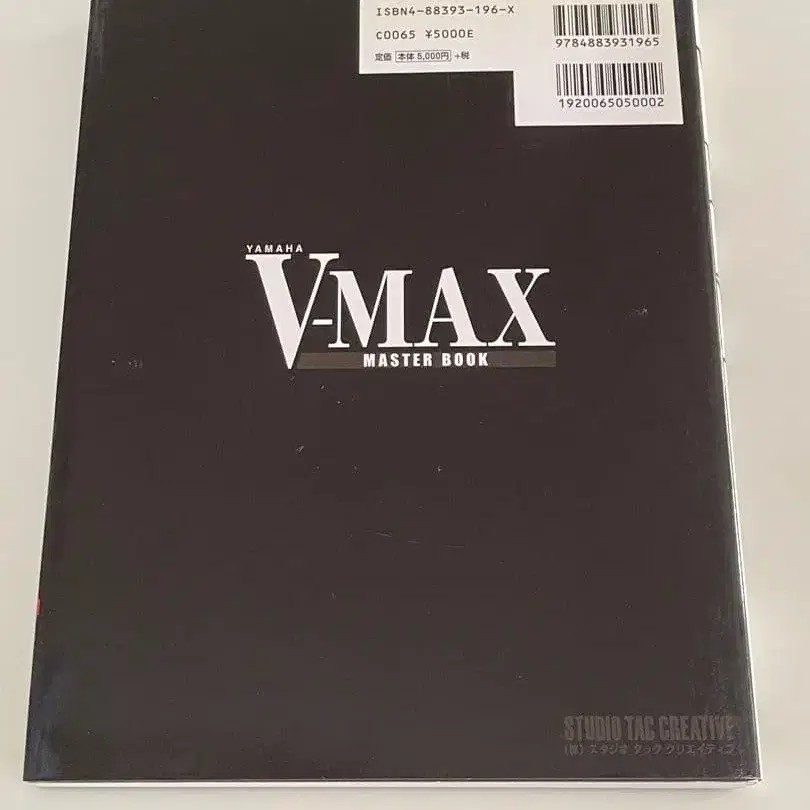 ISBN4-88393-196-X
C0065 ¥5000E
定価 本体5,000円 +税
9784883931965
1920065050002
YAMAHA
V-MAX
MASTER BOOK
STUDIO TAC CREATIVE
(株)スタジオ タック クリエイティブ